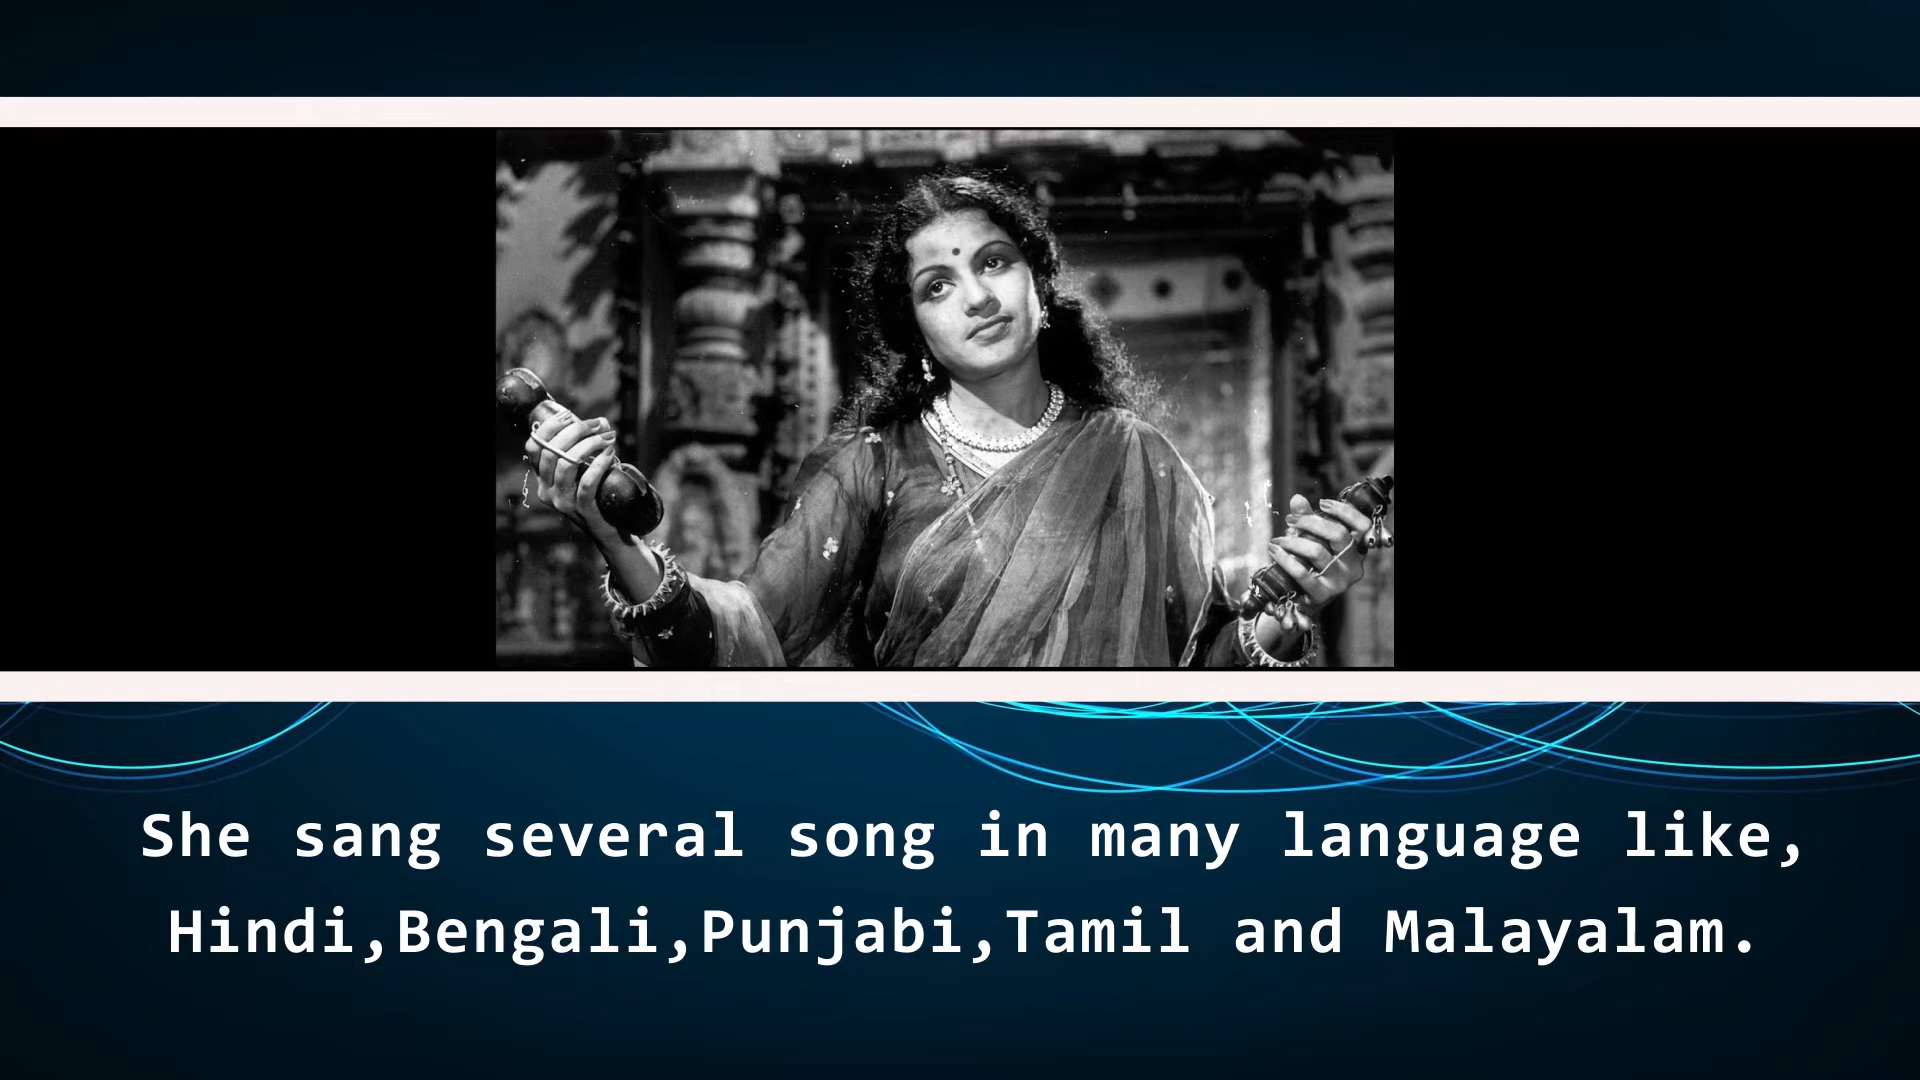 She sang several song in many language like,
Hindi,Bengali,Punjabi,Tamil and Malayalam.